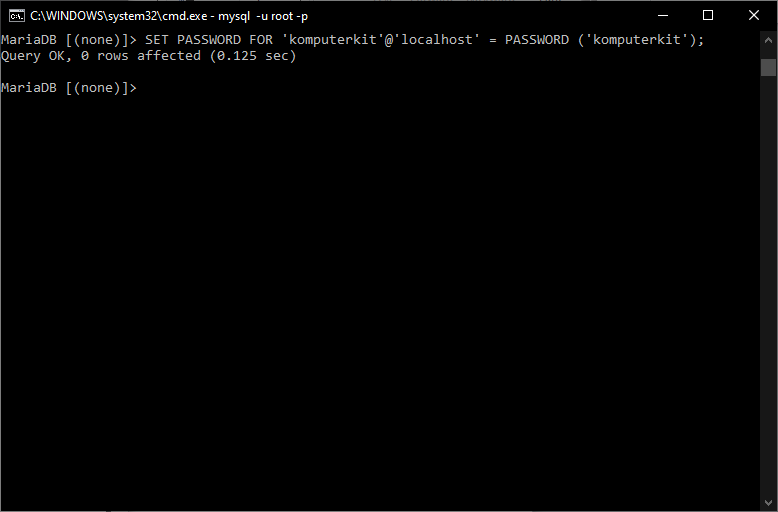 C:\WINDOWS\system32\cmd.exe - mysql  -u root -p
MariaDB [(none)]> SET PASSWORD FOR 'komputerkit'@'localhost' = PASSWORD ('komputerkit');
Query OK, 0 rows affected (0.125 sec)
MariaDB [(none)]>